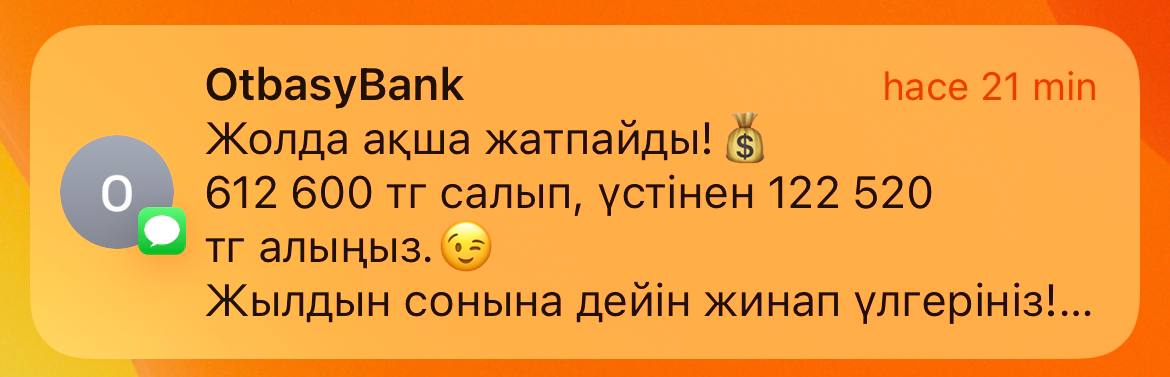 OtbasyBank
hace 21 min
Жолда ақша жатпайды! 💰
612 600 тг салып, үстінен 122 520
тг алыңыз. 😉
Жылдын сонына дейін жинап үлгерініз!...
O